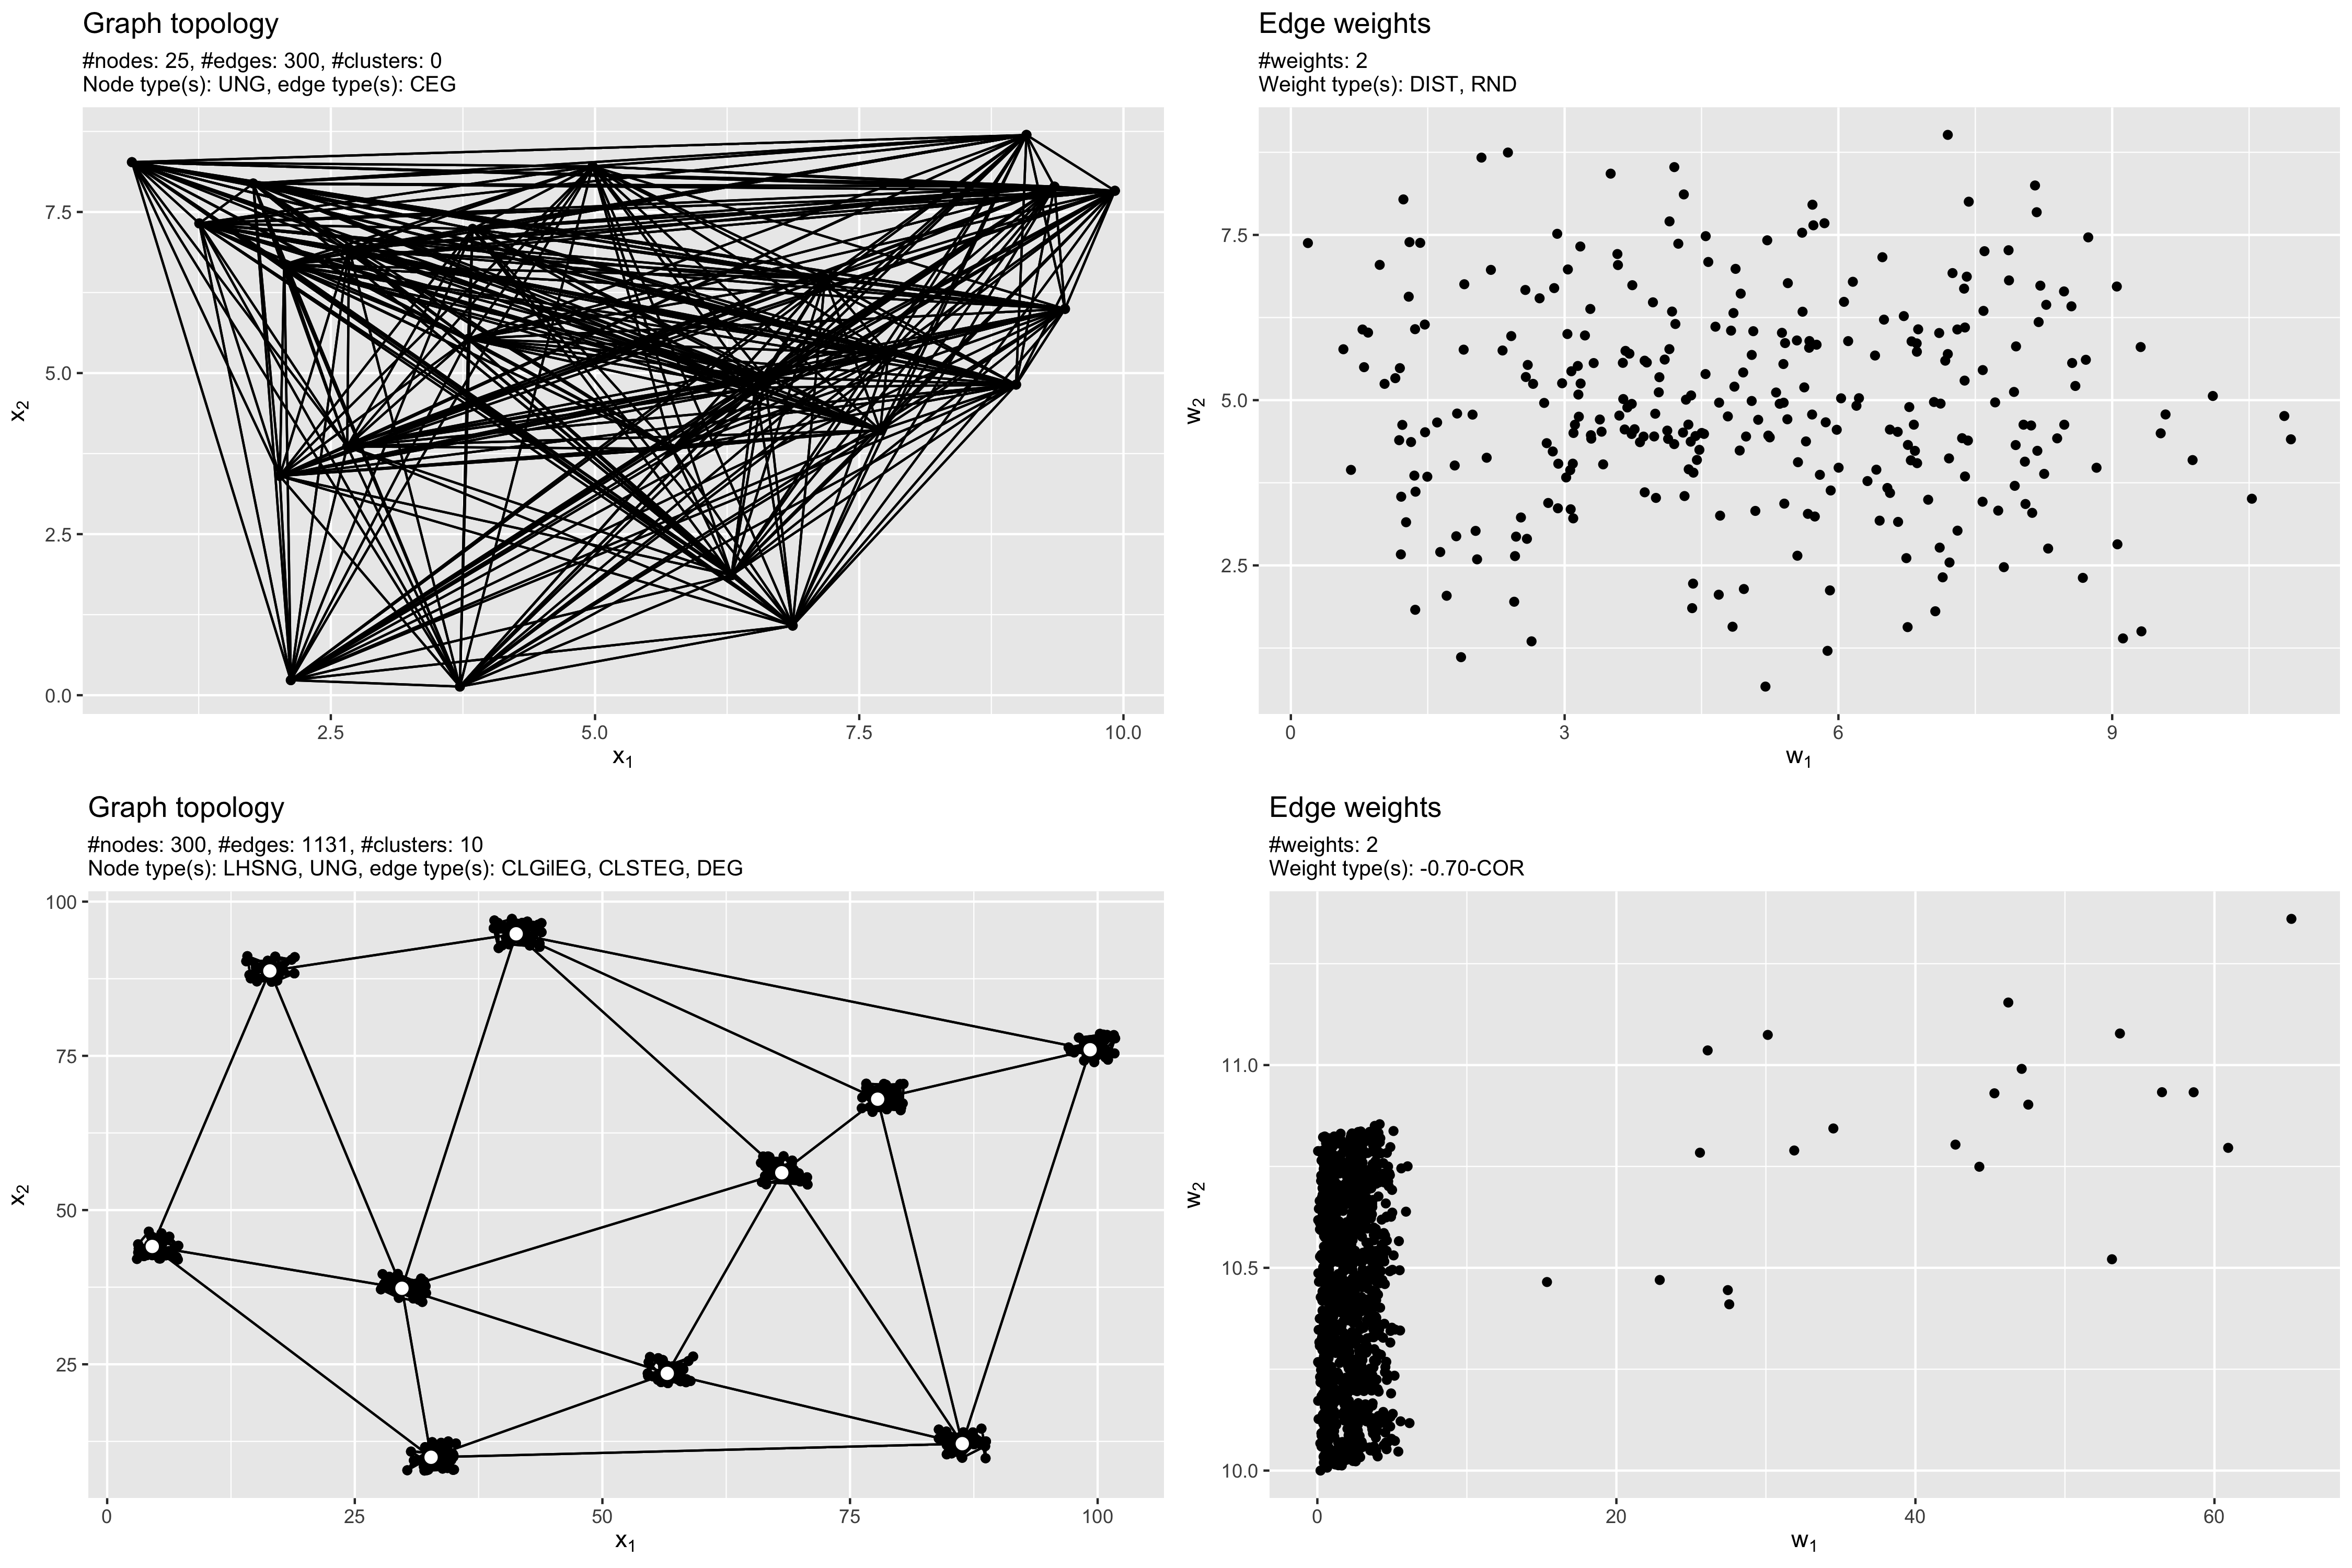 Graph topology
#nodes: 25, #edges: 300, #clusters: 0
Node type(s): UNG, edge type(s): CEG
7.5
5.0
2.5
0.0
x2
2.5 5.0 7.5 10.0
x1
Edge weights
#weights: 2
Weight type(s): DIST, RND
7.5
5.0
2.5
w2
0 3 6 9
w1
Graph topology
#nodes: 300, #edges: 1131, #clusters: 10
Node type(s): LHSNG, UNG, edge type(s): CLGilEG, CLSTEG, DEG
100
75
50
25
x2
0 25 50 75 100
x1
Edge weights
#weights: 2
Weight type(s): -0.70-COR
11.0
10.5
10.0
w2
0 20 40 60
w1